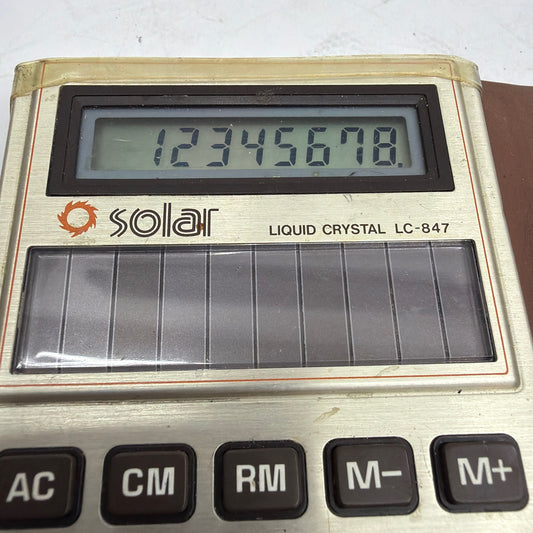 12345678.
solar LIQUID CRYSTAL LC-847
AC CM RM M− M+